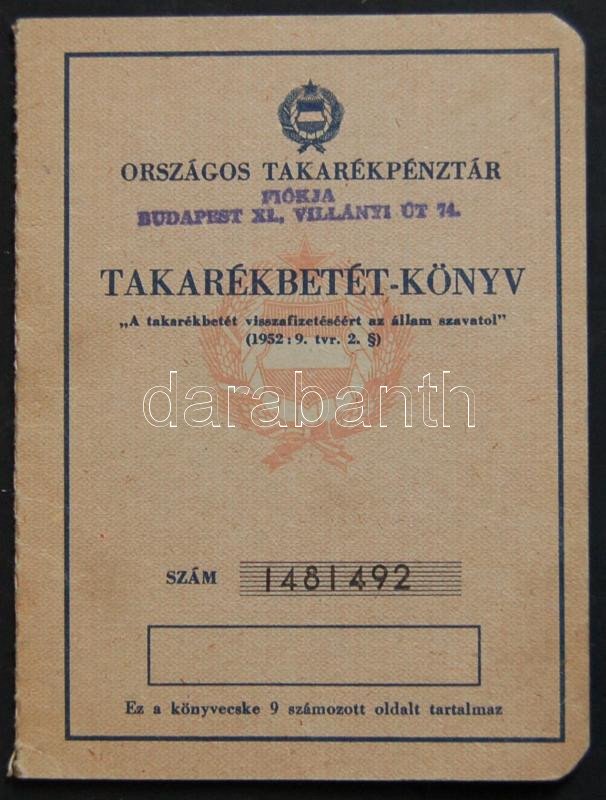 ORSZÁGOS TAKARÉKPÉNZTÁR
FIÓKJA
BUDAPEST XI., VILLÁNYI ÚT 74.
TAKARÉKBETÉT-KÖNYV
„A takarékbetét visszafizetéséért az állam szavatol"
(1952: 9. tvr. 2. §)
darabanth
SZÁM 1481492
Ez a könyvecske 9 számozott oldalt tartalmaz